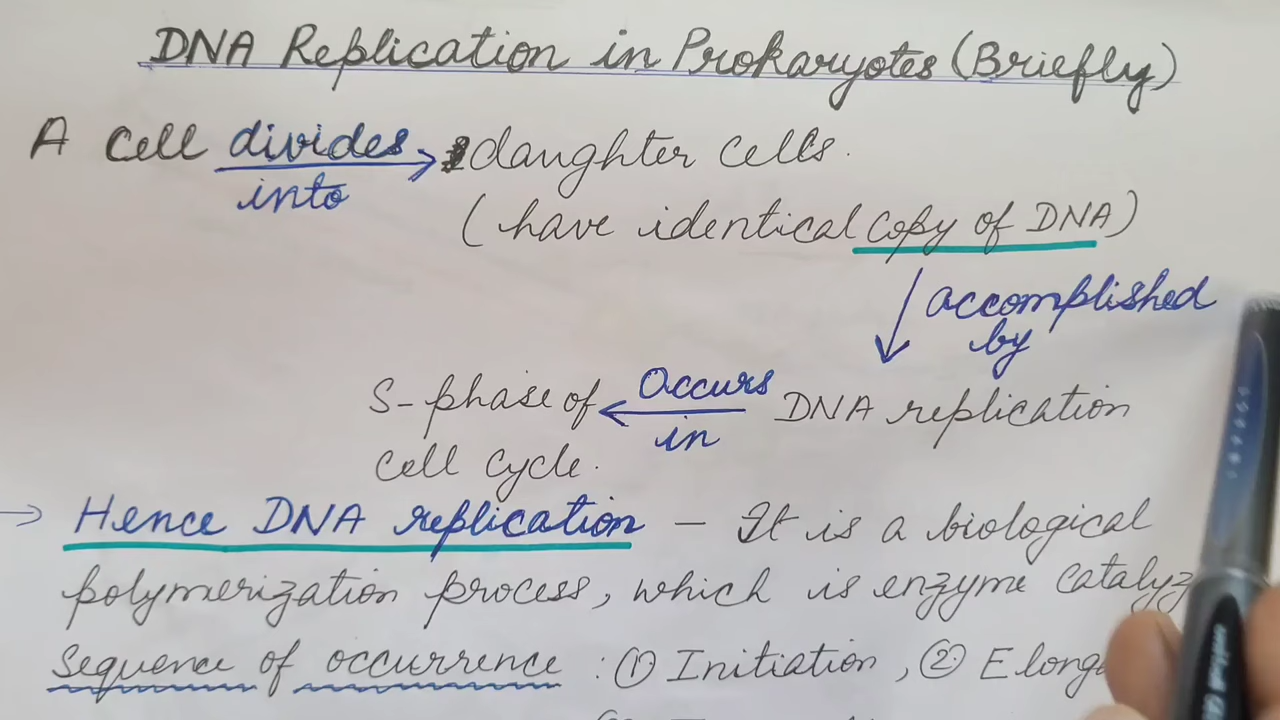 DNA Replication in Prokaryotes (Briefly)
A cell divides into → 2 daughter cells.
(have identical copy of DNA)
↓ accomplished by
S-phase of cell cycle. ← Occurs in DNA replication
→ Hence DNA replication – It is a biological
polymerization process, which is enzyme
sequence of occurrence : ① Initiation, ②